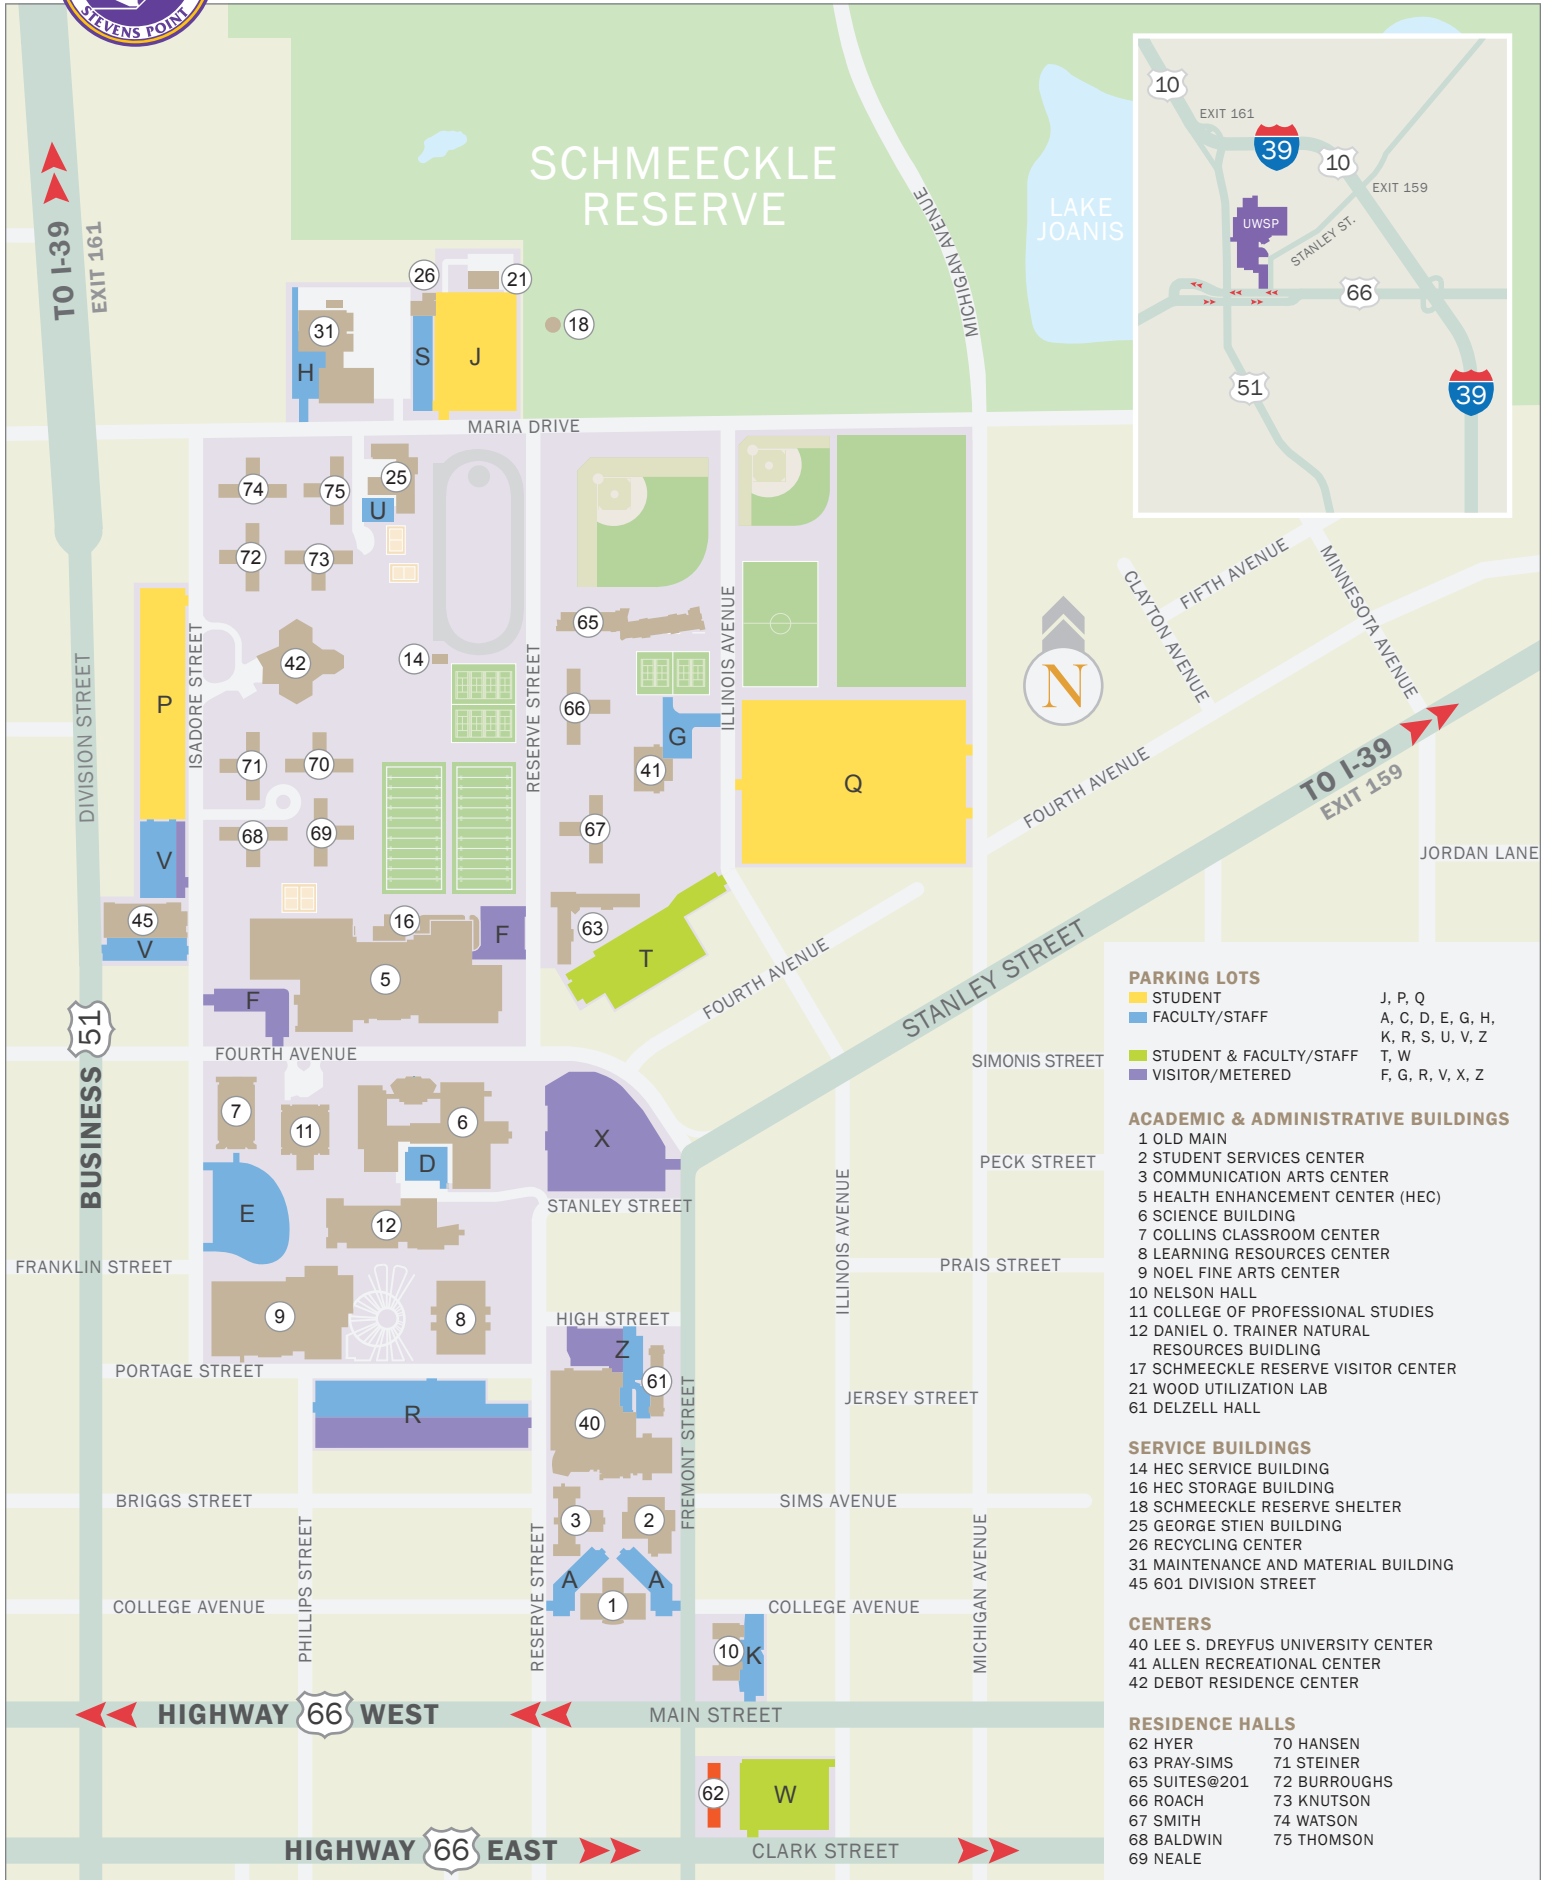 STEVENS POINT
SCHMEECKLE
RESERVE
LAKE
JOANIS
MICHIGAN AVENUE
TO I-39
EXIT 161
10
EXIT 161
39
10
EXIT 159
UWSP
STANLEY ST.
66
51
39
26
21
18
31
H
S
J
MARIA DRIVE
74
75
25
U
72
73
65
42
14
66
G
41
P
71
70
Q
68
69
67
V
45
V
16
F
63
T
5
F
DIVISION STREET
ISADORE STREET
RESERVE STREET
ILLINOIS AVENUE
N
CLAYTON AVENUE
FIFTH AVENUE
MINNESOTA AVENUE
FOURTH AVENUE
TO I-39
EXIT 159
JORDAN LANE
FOURTH AVENUE
STANLEY STREET
51
BUSINESS
FOURTH AVENUE
SIMONIS STREET
7
11
6
D
X
E
12
PECK STREET
STANLEY STREET
ILLINOIS AVENUE
FRANKLIN STREET
PRAIS STREET
9
8
HIGH STREET
Z
61
PORTAGE STREET
R
40
JERSEY STREET
FREMONT STREET
BRIGGS STREET
SIMS AVENUE
3
2
PHILLIPS STREET
RESERVE STREET
MICHIGAN AVENUE
A
A
1
COLLEGE AVENUE
COLLEGE AVENUE
10
K
HIGHWAY 66 WEST
MAIN STREET
62
W
HIGHWAY 66 EAST
CLARK STREET
PARKING LOTS
STUDENT J, P, Q
FACULTY/STAFF A, C, D, E, G, H,
K, R, S, U, V, Z
STUDENT & FACULTY/STAFF T, W
VISITOR/METERED F, G, R, V, X, Z
ACADEMIC & ADMINISTRATIVE BUILDINGS
1 OLD MAIN
2 STUDENT SERVICES CENTER
3 COMMUNICATION ARTS CENTER
5 HEALTH ENHANCEMENT CENTER (HEC)
6 SCIENCE BUILDING
7 COLLINS CLASSROOM CENTER
8 LEARNING RESOURCES CENTER
9 NOEL FINE ARTS CENTER
10 NELSON HALL
11 COLLEGE OF PROFESSIONAL STUDIES
12 DANIEL O. TRAINER NATURAL
RESOURCES BUIDLING
17 SCHMEECKLE RESERVE VISITOR CENTER
21 WOOD UTILIZATION LAB
61 DELZELL HALL
SERVICE BUILDINGS
14 HEC SERVICE BUILDING
16 HEC STORAGE BUILDING
18 SCHMEECKLE RESERVE SHELTER
25 GEORGE STIEN BUILDING
26 RECYCLING CENTER
31 MAINTENANCE AND MATERIAL BUILDING
45 601 DIVISION STREET
CENTERS
40 LEE S. DREYFUS UNIVERSITY CENTER
41 ALLEN RECREATIONAL CENTER
42 DEBOT RESIDENCE CENTER
RESIDENCE HALLS
62 HYER 70 HANSEN
63 PRAY-SIMS 71 STEINER
65 SUITES@201 72 BURROUGHS
66 ROACH 73 KNUTSON
67 SMITH 74 WATSON
68 BALDWIN 75 THOMSON
69 NEALE